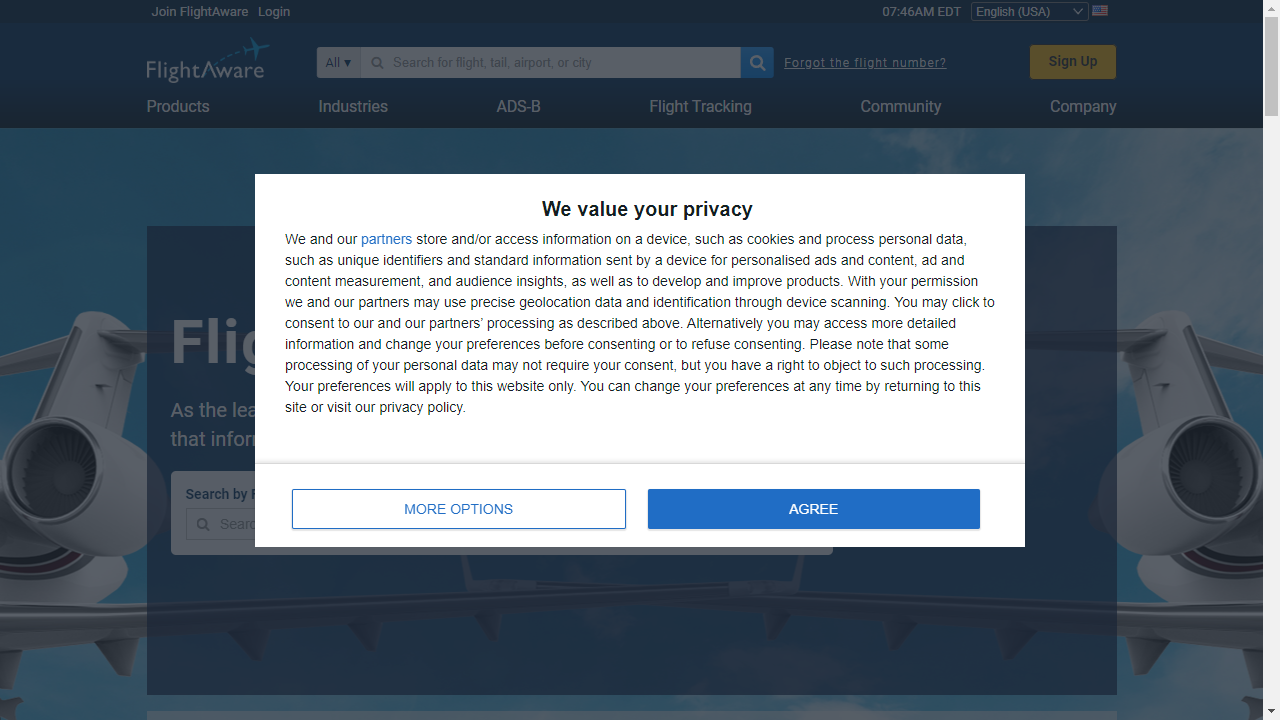 Join FlightAware Login
07:46AM EDT English (USA)
FlightAware
All ▾ Search for flight, tail, airport, or city Forgot the flight number? Sign Up
Products Industries ADS-B Flight Tracking Community Company
We value your privacy
We and our partners store and/or access information on a device, such as cookies and process personal data,
such as unique identifiers and standard information sent by a device for personalised ads and content, ad and
content measurement, and audience insights, as well as to develop and improve products. With your permission
we and our partners may use precise geolocation data and identification through device scanning. You may click to
consent to our and our partners’ processing as described above. Alternatively you may access more detailed
information and change your preferences before consenting or to refuse consenting. Please note that some
processing of your personal data may not require your consent, but you have a right to object to such processing.
Your preferences will apply to this website only. You can change your preferences at any time by returning to this
site or visit our privacy policy.
MORE OPTIONS AGREE
As the
that
Search by